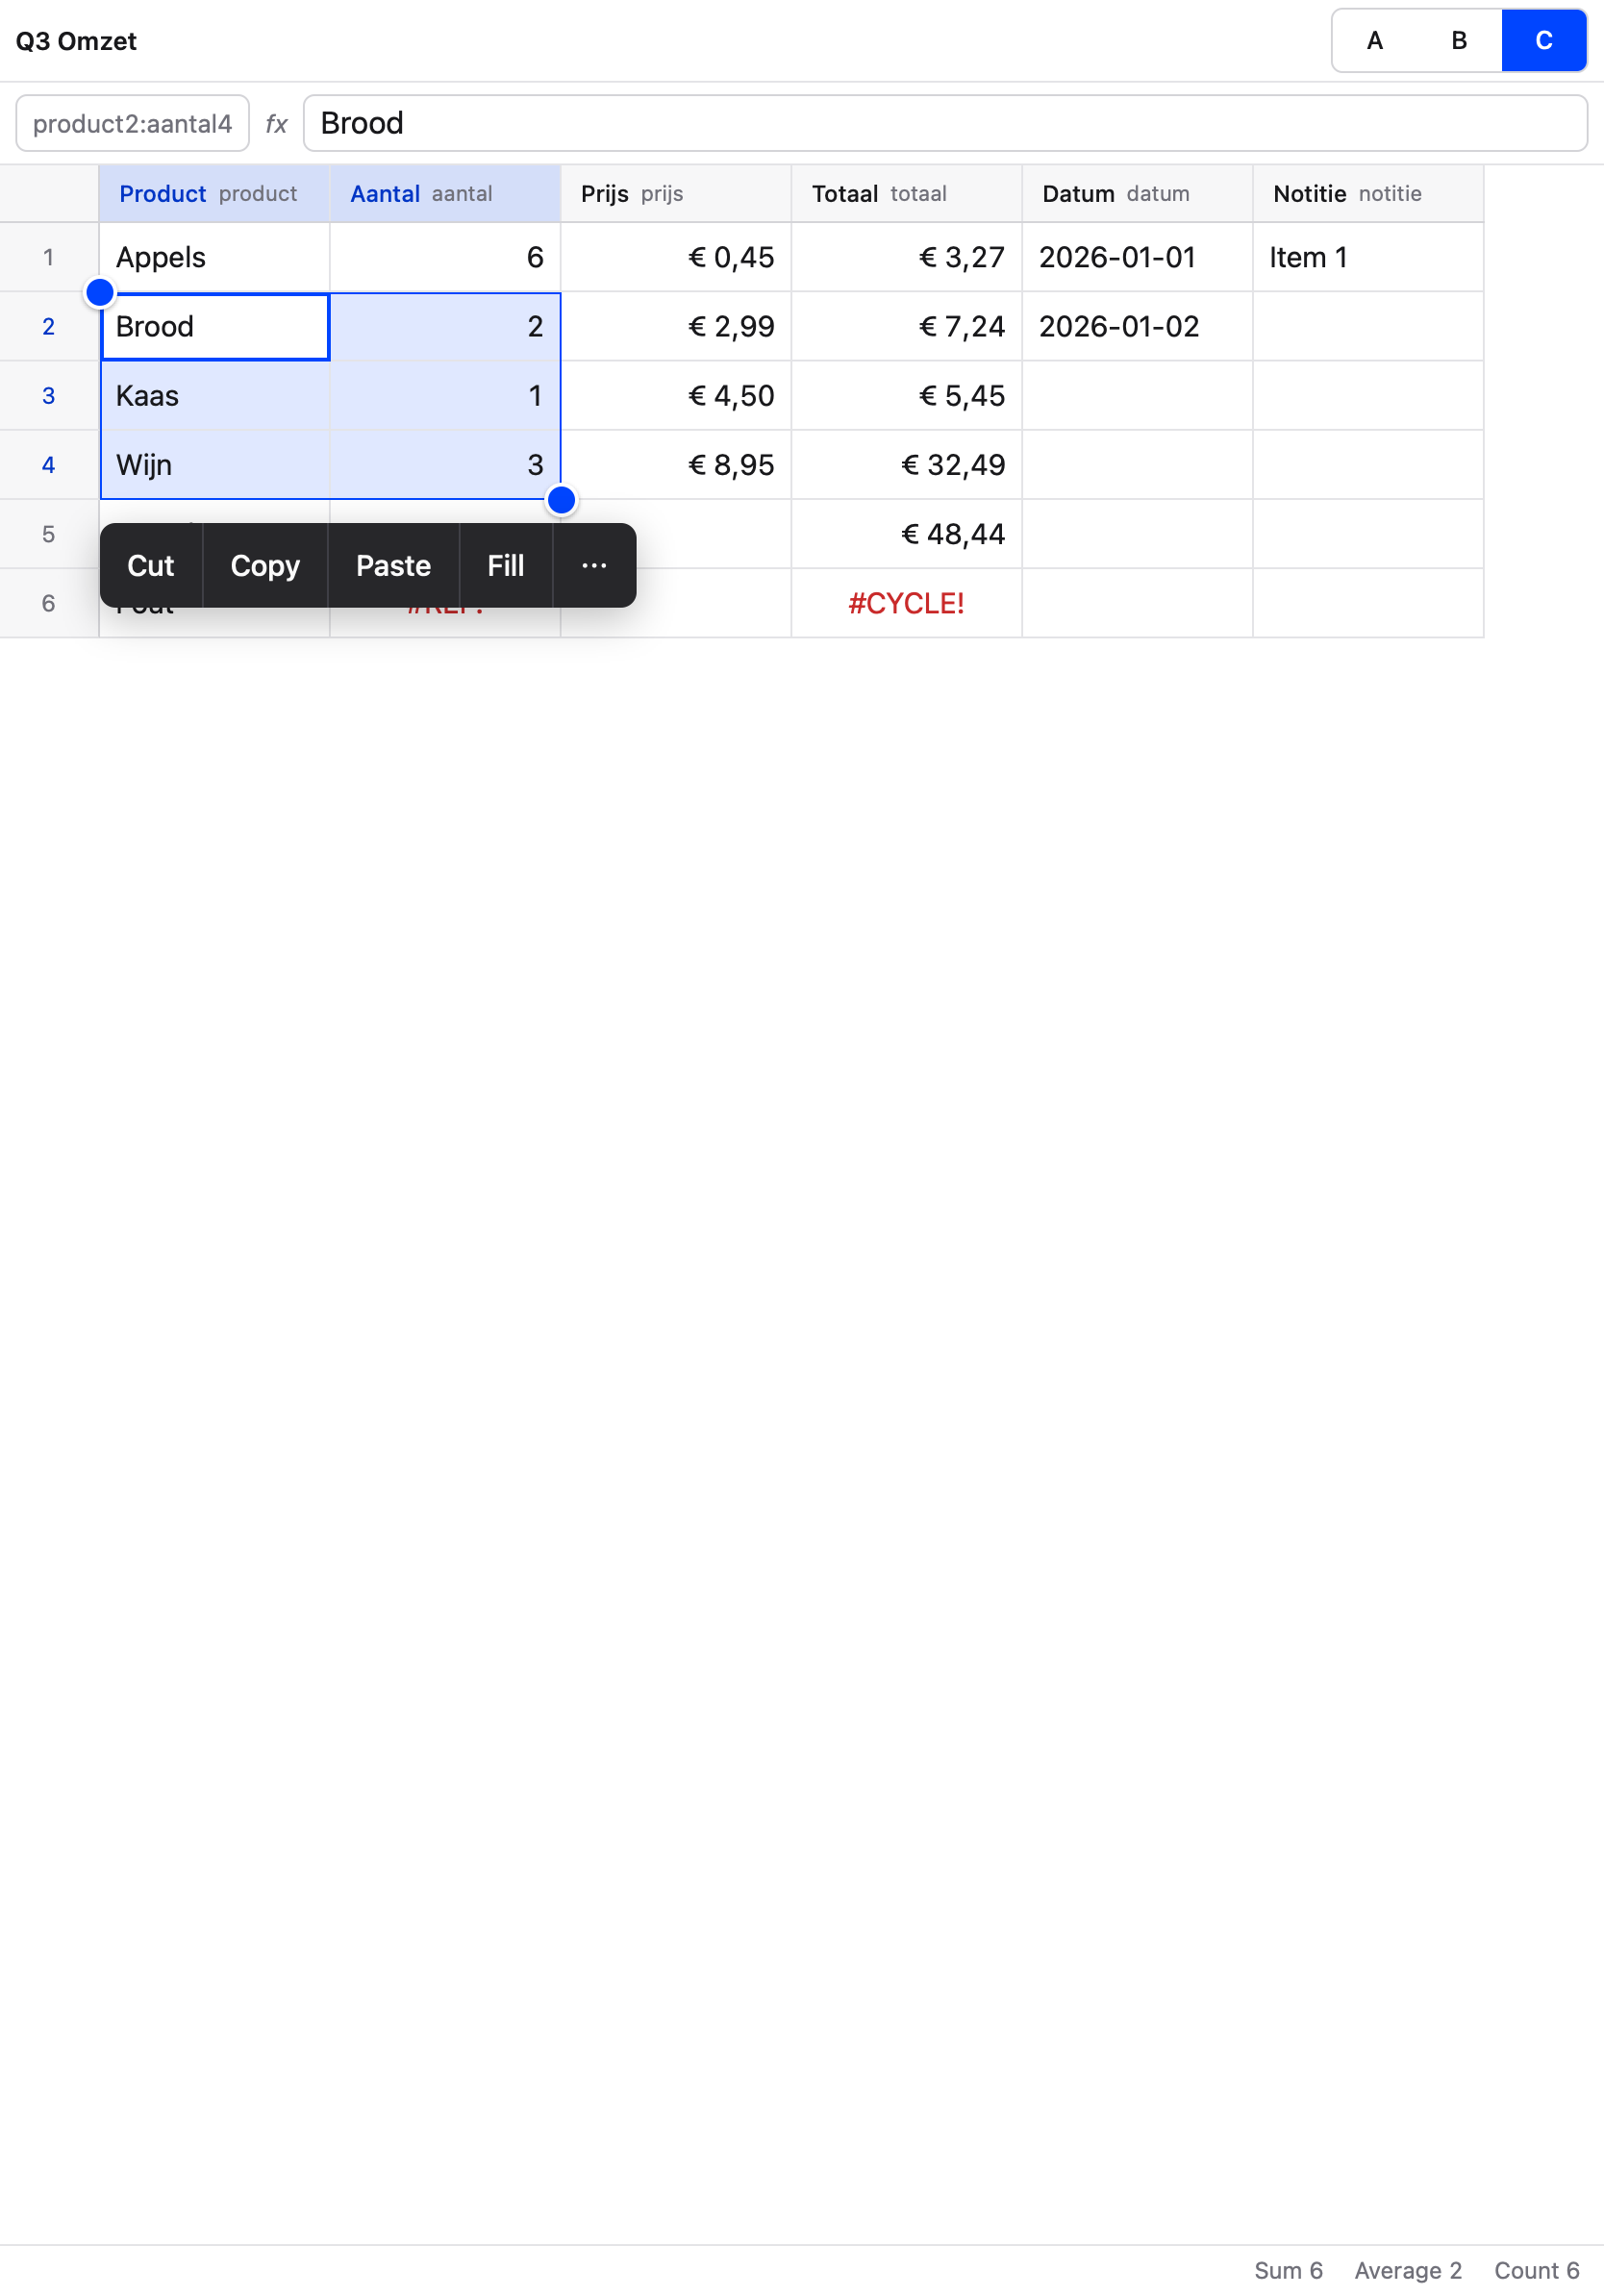 Q3 Omzet A B C
product2:aantal4 fx Brood
Product product Aantal aantal Prijs prijs Totaal totaal Datum datum Notitie notitie
1 Appels 6 € 0,45 € 3,27 2026-01-01 Item 1
2 Brood 2 € 2,99 € 7,24 2026-01-02
3 Kaas 1 € 4,50 € 5,45
4 Wijn 3 € 8,95 € 32,49
5 € 48,44
Cut Copy Paste Fill ···
6 #CYCLE!
Sum 6 Average 2 Count 6